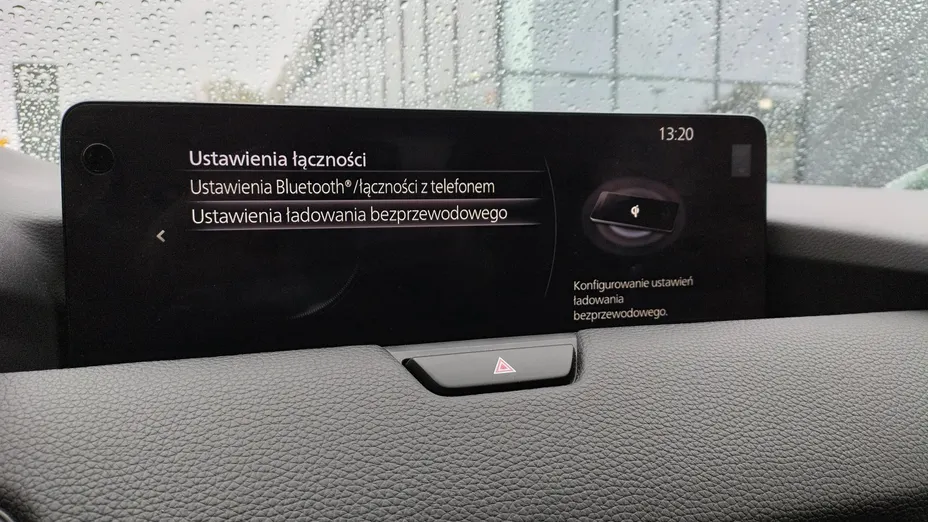 13:20
Ustawienia łączności
Ustawienia Bluetooth®/łączności z telefonem
Ustawienia ładowania bezprzewodowego
Konfigurowanie ustawień
ładowania
bezprzewodowego.